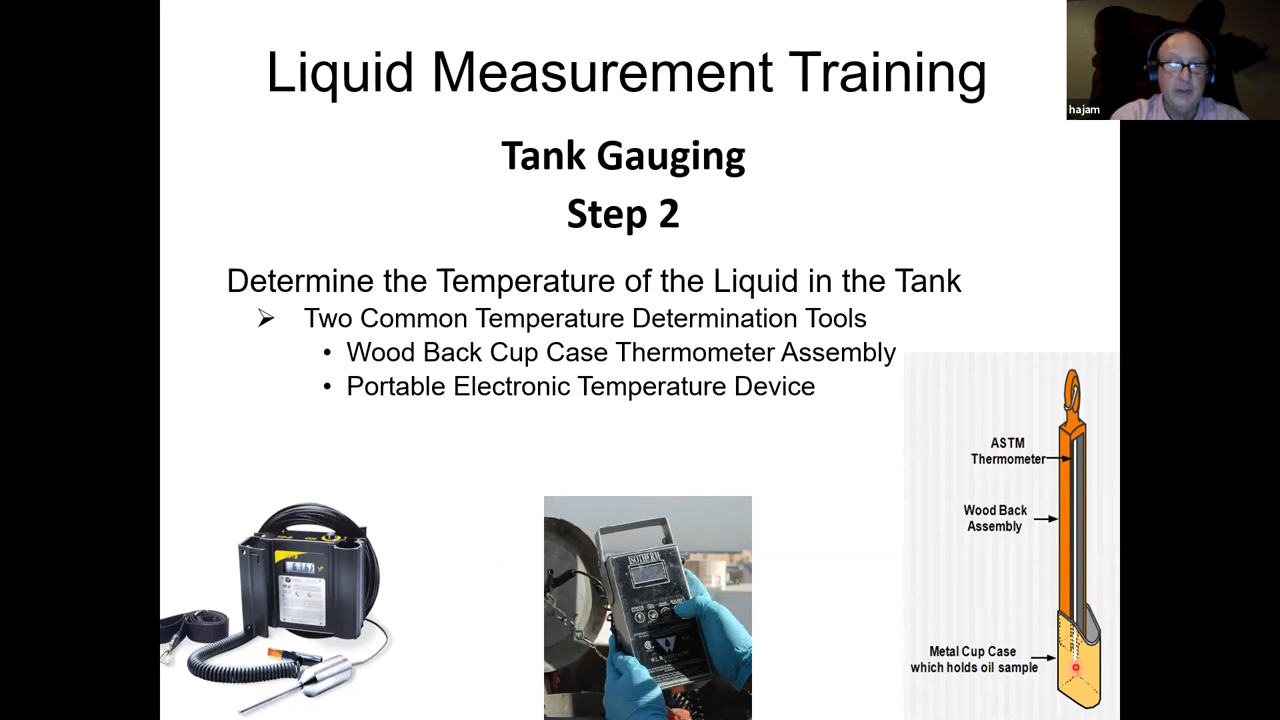 Liquid Measurement Training
hajam
Tank Gauging
Step 2
Determine the Temperature of the Liquid in the Tank
Two Common Temperature Determination Tools
• Wood Back Cup Case Thermometer Assembly
• Portable Electronic Temperature Device
ASTM
Thermometer
Wood Back
Assembly
Metal Cup Case
which holds oil sample
ISOTHERM